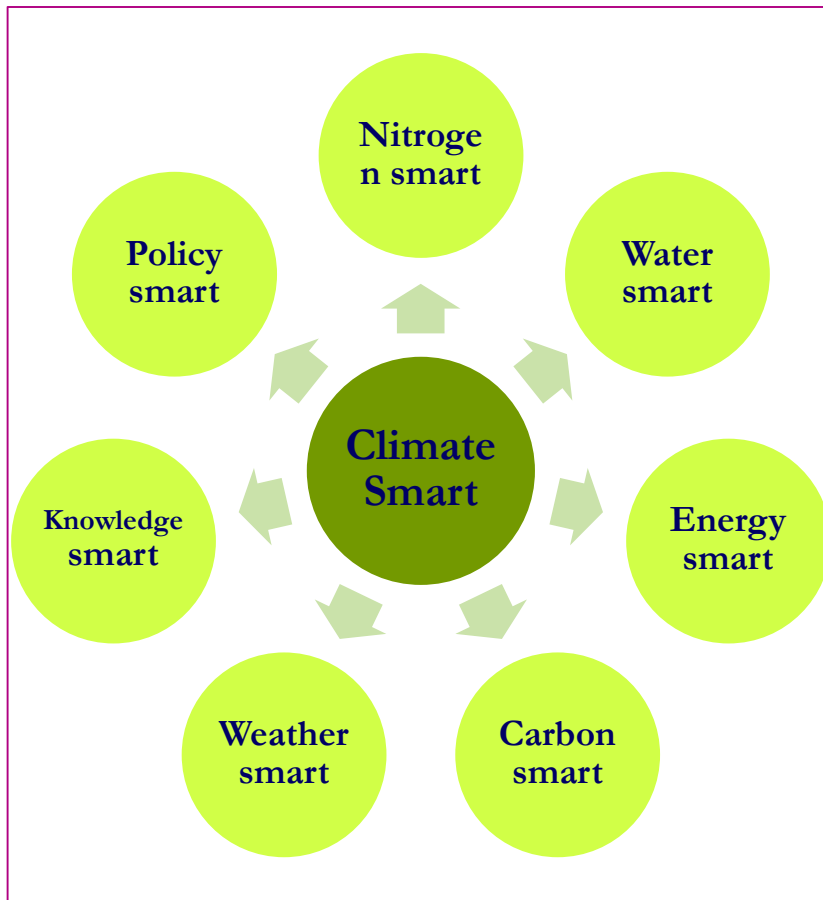 Nitroge
n smart
Water
smart
Energy
smart
Carbon
smart
Weather
smart
Knowledge
smart
Policy
smart
Climate
Smart